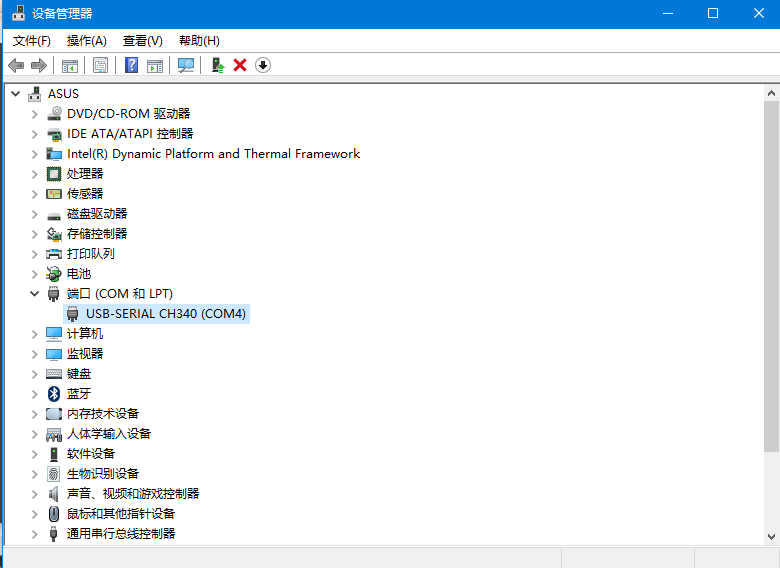 设备管理器
文件(F) 操作(A) 查看(V) 帮助(H)
ASUS
DVD/CD-ROM 驱动器
IDE ATA/ATAPI 控制器
Intel(R) Dynamic Platform and Thermal Framework
处理器
传感器
磁盘驱动器
存储控制器
打印队列
电池
端口 (COM 和 LPT)
USB-SERIAL CH340 (COM4)
计算机
监视器
键盘
蓝牙
内存技术设备
人体学输入设备
软件设备
生物识别设备
声音、视频和游戏控制器
鼠标和其他指针设备
通用串行总线控制器